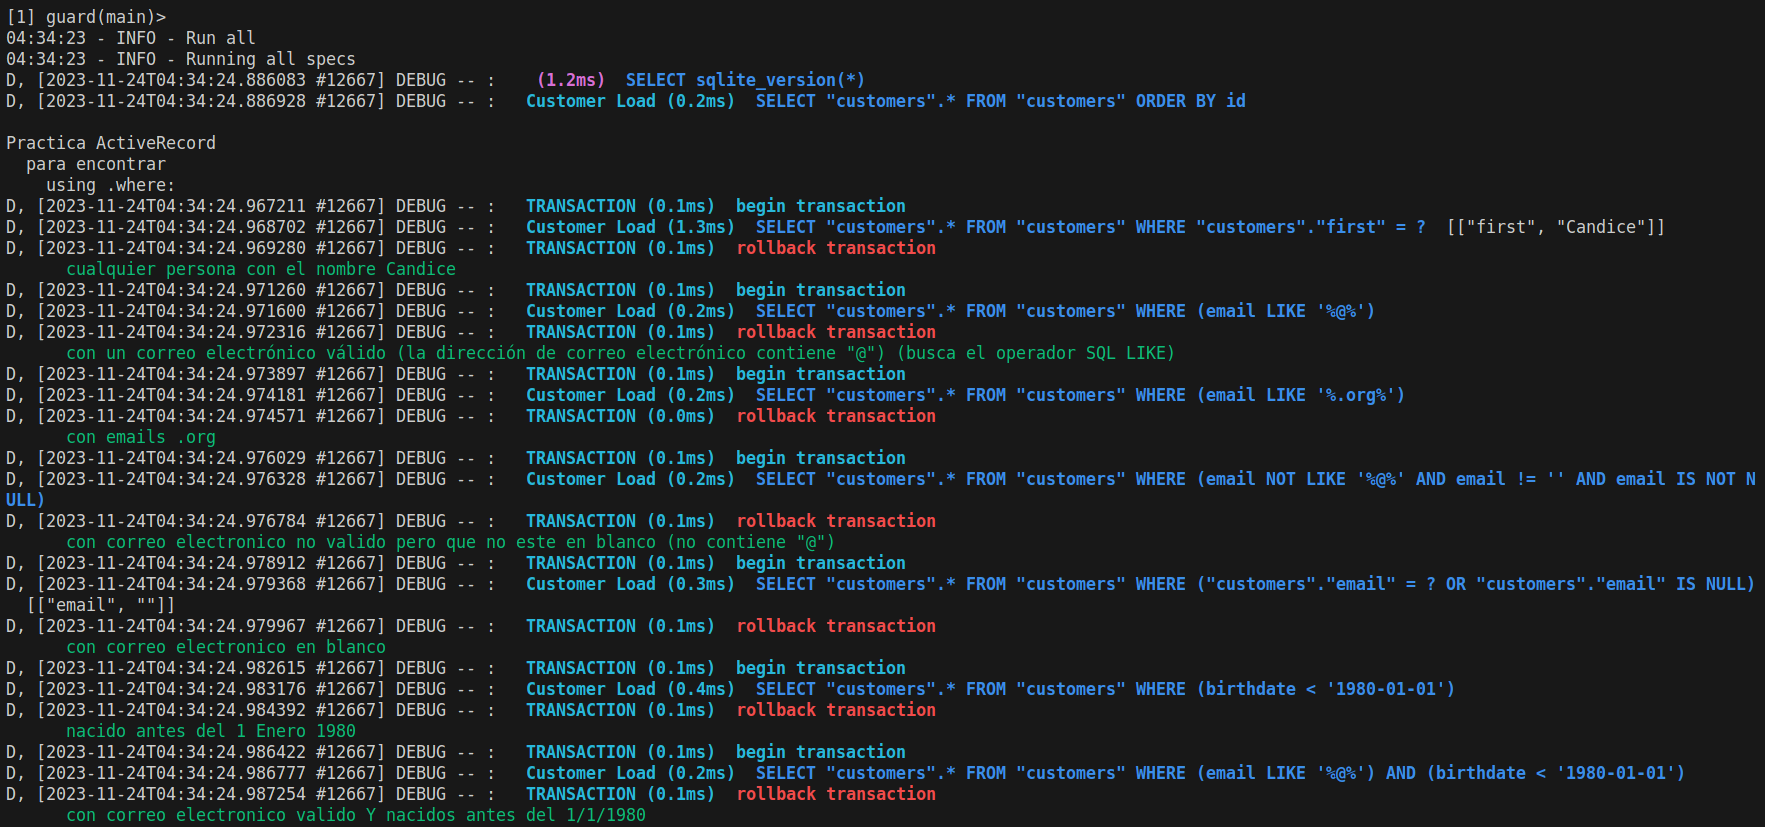 [1] guard(main)>
04:34:23 - INFO - Run all
04:34:23 - INFO - Running all specs
D, [2023-11-24T04:34:24.886083 #12667] DEBUG -- :    (1.2ms)  SELECT sqlite_version(*)
D, [2023-11-24T04:34:24.886928 #12667] DEBUG -- :   Customer Load (0.2ms)  SELECT "customers".* FROM "customers" ORDER BY id
Practica ActiveRecord
  para encontrar
    using .where:
D, [2023-11-24T04:34:24.967211 #12667] DEBUG -- :   TRANSACTION (0.1ms)  begin transaction
D, [2023-11-24T04:34:24.968702 #12667] DEBUG -- :   Customer Load (1.3ms)  SELECT "customers".* FROM "customers" WHERE "customers"."first" = ?  [["first", "Candice"]]
D, [2023-11-24T04:34:24.969280 #12667] DEBUG -- :   TRANSACTION (0.1ms)  rollback transaction
      cualquier persona con el nombre Candice
D, [2023-11-24T04:34:24.971260 #12667] DEBUG -- :   TRANSACTION (0.1ms)  begin transaction
D, [2023-11-24T04:34:24.971600 #12667] DEBUG -- :   Customer Load (0.2ms)  SELECT "customers".* FROM "customers" WHERE (email LIKE '%@%')
D, [2023-11-24T04:34:24.972316 #12667] DEBUG -- :   TRANSACTION (0.1ms)  rollback transaction
      con un correo electrónico válido (la dirección de correo electrónico contiene "@") (busca el operador SQL LIKE)
D, [2023-11-24T04:34:24.973897 #12667] DEBUG -- :   TRANSACTION (0.1ms)  begin transaction
D, [2023-11-24T04:34:24.974181 #12667] DEBUG -- :   Customer Load (0.2ms)  SELECT "customers".* FROM "customers" WHERE (email LIKE '%.org%')
D, [2023-11-24T04:34:24.974571 #12667] DEBUG -- :   TRANSACTION (0.0ms)  rollback transaction
      con emails .org
D, [2023-11-24T04:34:24.976029 #12667] DEBUG -- :   TRANSACTION (0.1ms)  begin transaction
D, [2023-11-24T04:34:24.976328 #12667] DEBUG -- :   Customer Load (0.2ms)  SELECT "customers".* FROM "customers" WHERE (email NOT LIKE '%@%' AND email != '' AND email IS NOT N
ULL)
D, [2023-11-24T04:34:24.976784 #12667] DEBUG -- :   TRANSACTION (0.1ms)  rollback transaction
      con correo electronico no valido pero que no este en blanco (no contiene "@")
D, [2023-11-24T04:34:24.978912 #12667] DEBUG -- :   TRANSACTION (0.1ms)  begin transaction
D, [2023-11-24T04:34:24.979368 #12667] DEBUG -- :   Customer Load (0.3ms)  SELECT "customers".* FROM "customers" WHERE ("customers"."email" = ? OR "customers"."email" IS NULL)
  [["email", ""]]
D, [2023-11-24T04:34:24.979967 #12667] DEBUG -- :   TRANSACTION (0.1ms)  rollback transaction
      con correo electronico en blanco
D, [2023-11-24T04:34:24.982615 #12667] DEBUG -- :   TRANSACTION (0.1ms)  begin transaction
D, [2023-11-24T04:34:24.983176 #12667] DEBUG -- :   Customer Load (0.4ms)  SELECT "customers".* FROM "customers" WHERE (birthdate < '1980-01-01')
D, [2023-11-24T04:34:24.984392 #12667] DEBUG -- :   TRANSACTION (0.1ms)  rollback transaction
      nacido antes del 1 Enero 1980
D, [2023-11-24T04:34:24.986422 #12667] DEBUG -- :   TRANSACTION (0.1ms)  begin transaction
D, [2023-11-24T04:34:24.986777 #12667] DEBUG -- :   Customer Load (0.2ms)  SELECT "customers".* FROM "customers" WHERE (email LIKE '%@%') AND (birthdate < '1980-01-01')
D, [2023-11-24T04:34:24.987254 #12667] DEBUG -- :   TRANSACTION (0.1ms)  rollback transaction
      con correo electronico valido Y nacidos antes del 1/1/1980